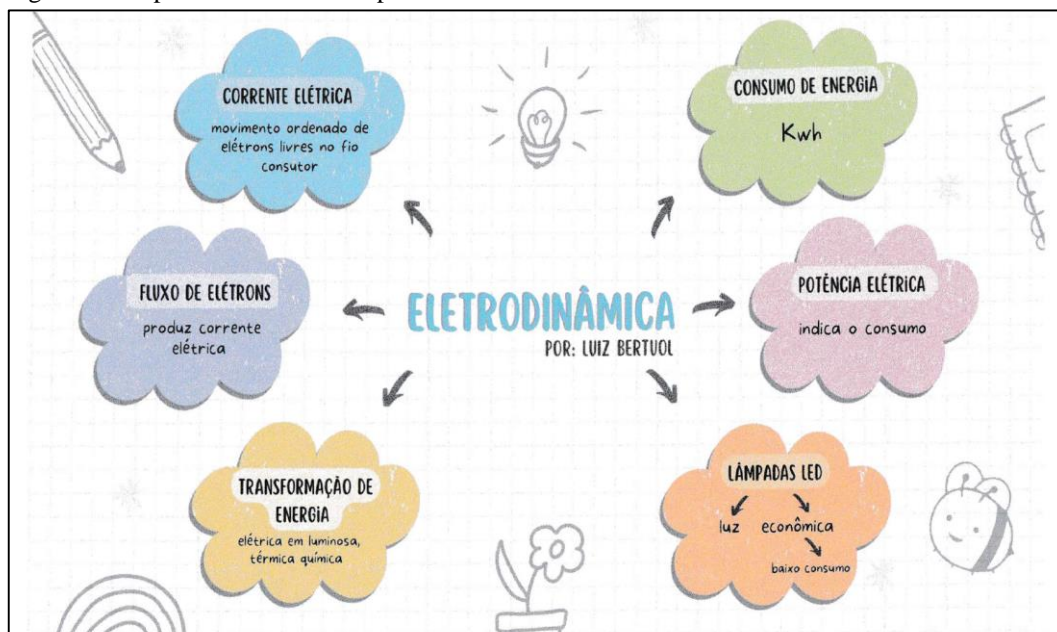 CORRENTE ELÉTRICA
movimento ordenado de
elétrons livres no fio
consutor
CONSUMO DE ENERGIA
Kwh
FLUXO DE ELÉTRONS
produz corrente
elétrica
ELETRODINÂMICA
POR: LUIZ BERTUOL
POTÊNCIA ELÉTRICA
indica o consumo
TRANSFORMAÇÃO DE
ENERGIA
elétrica em luminosa,
térmica química
LÂMPADAS LED
luz econômica
baixo consumo